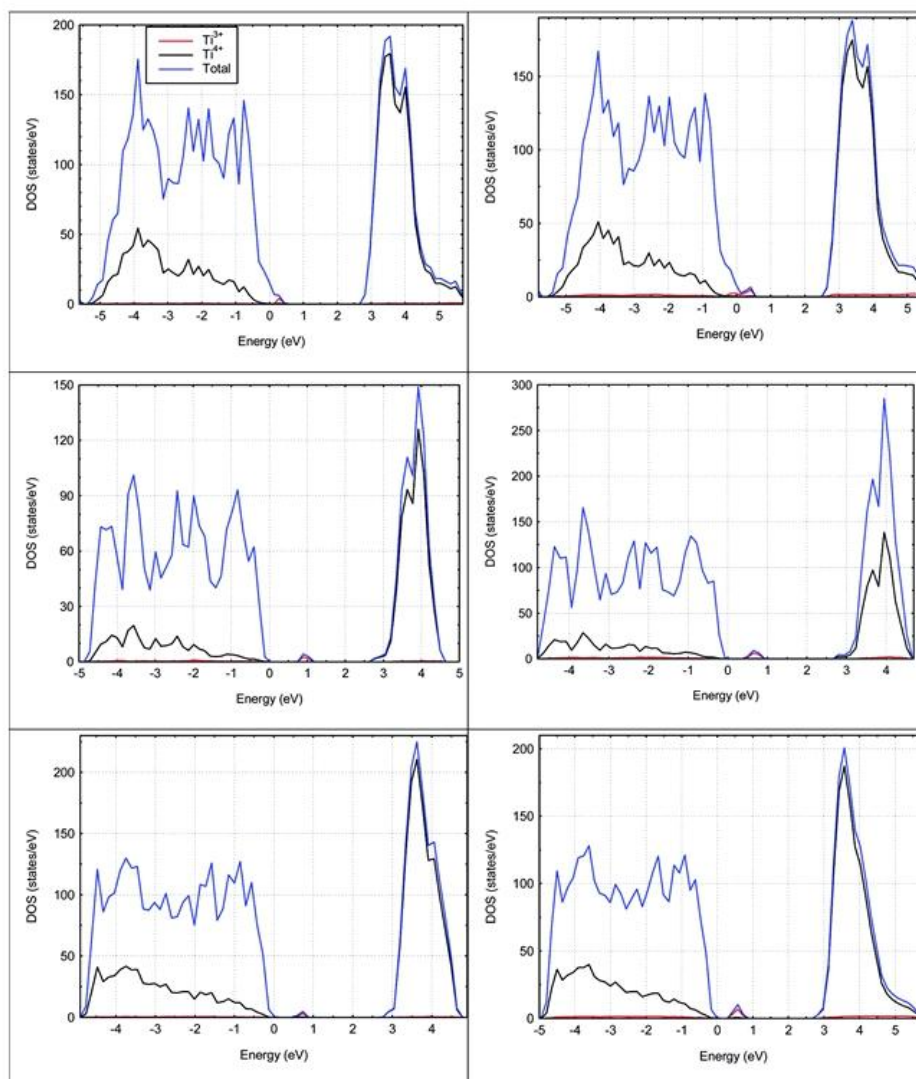 DOS (states/eV)
200
150
100
50
0
Ti3+
Ti4+
Total
-5 -4 -3 -2 -1 0 1 2 3 4 5
Energy (eV)
DOS (states/eV)
150
100
50
0
-5 -4 -3 -2 -1 0 1 2 3 4 5
Energy (eV)
DOS (states/eV)
150
120
90
60
30
0
-4 -3 -2 -1 0 1 2 3 4 5
Energy (eV)
DOS (states/eV)
300
250
200
150
100
50
0
-4 -3 -2 -1 0 1 2 3 4
Energy (eV)
DOS (states/eV)
200
150
100
50
0
-4 -3 -2 -1 0 1 2 3 4
Energy (eV)
DOS (states/eV)
200
150
100
50
0
-5 -4 -3 -2 -1 0 1 2 3 4 5
Energy (eV)